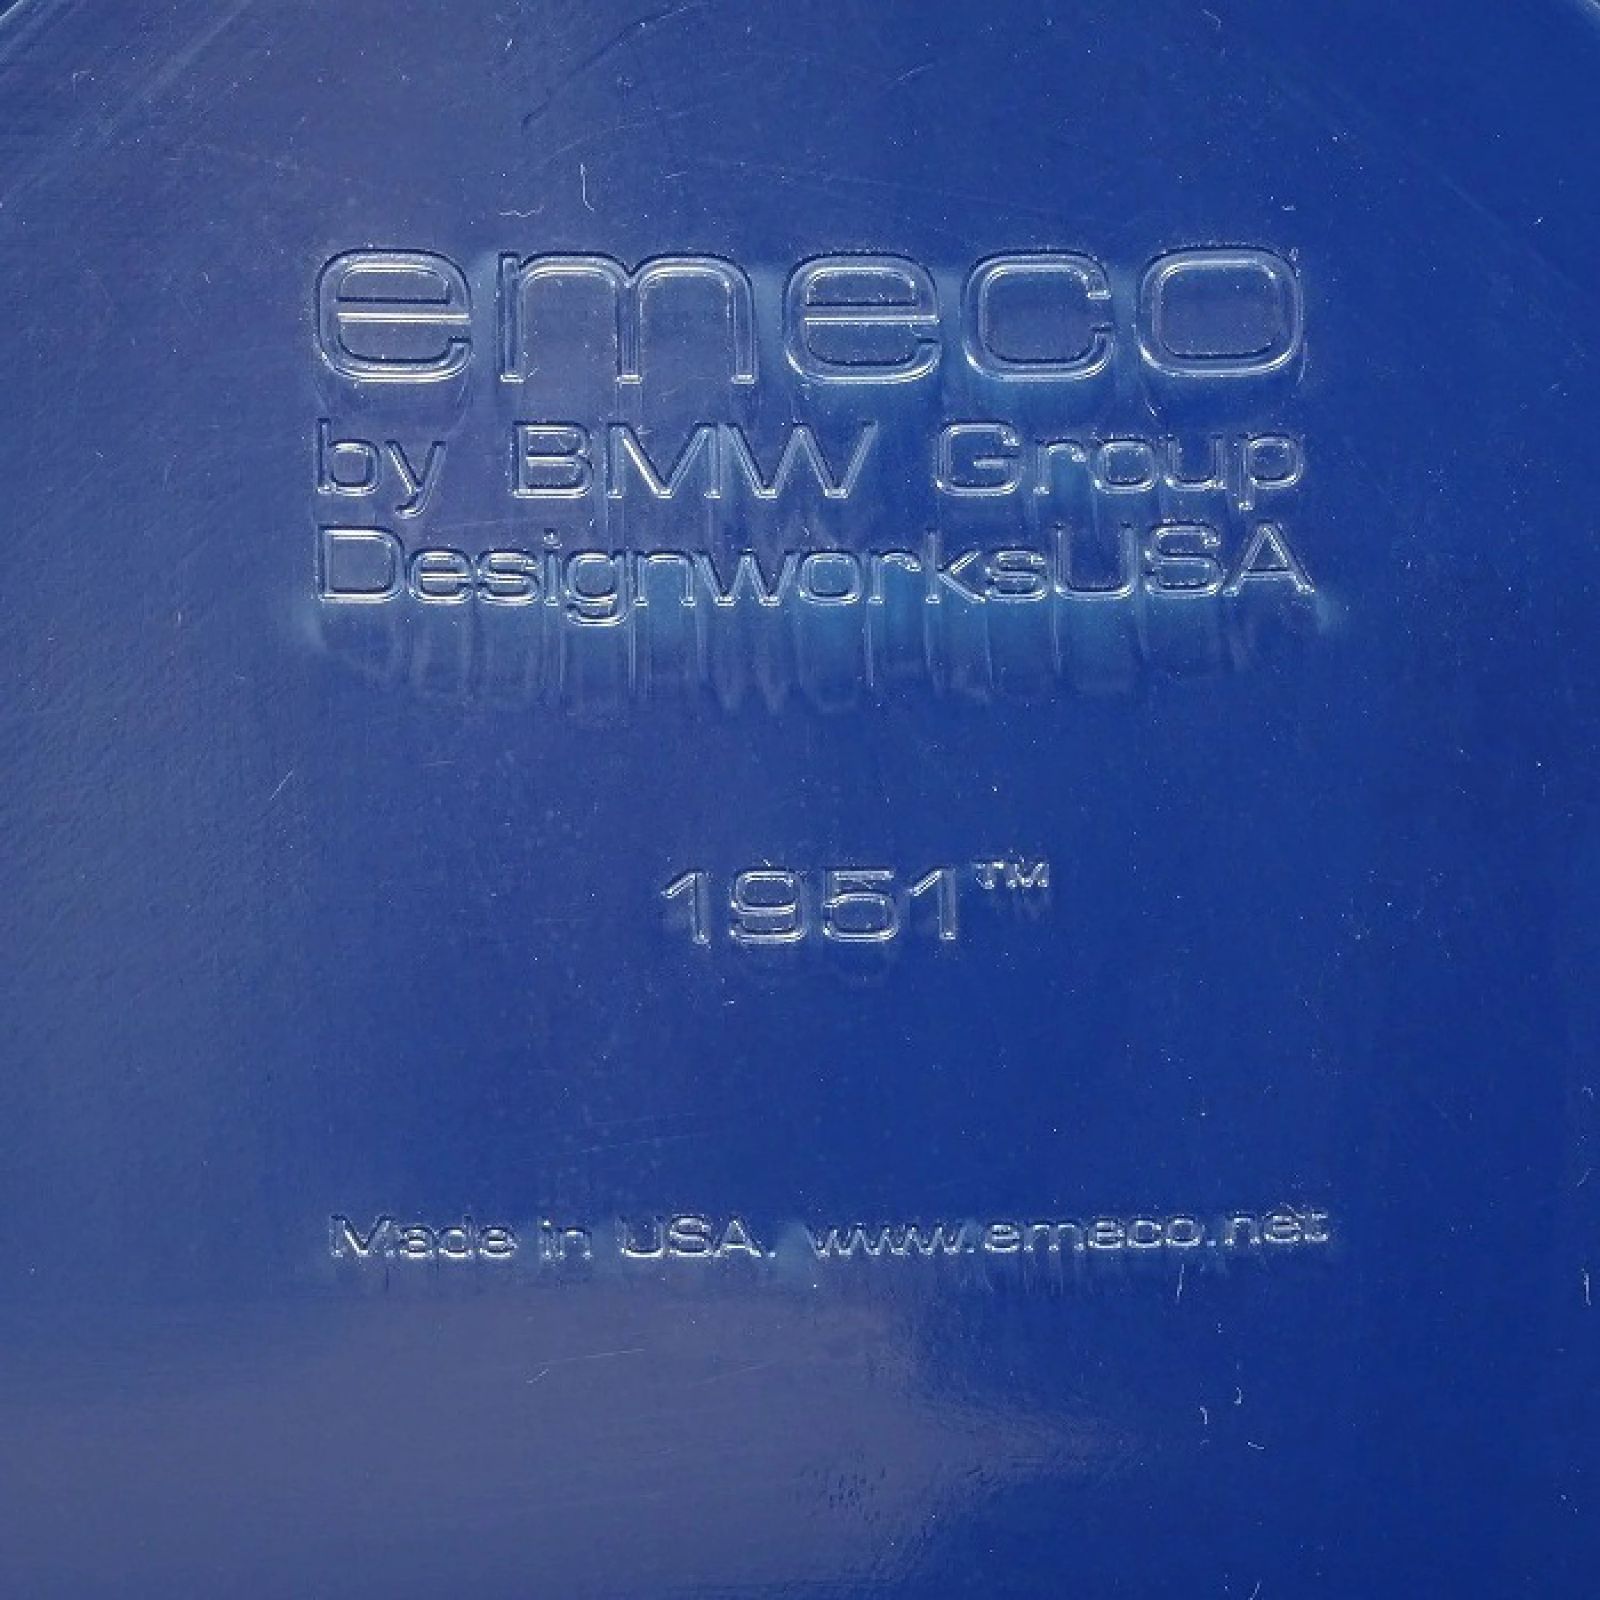 emeco
by BMW Group
DesignworksUSA
1951™
Made in USA. www.emeco.net